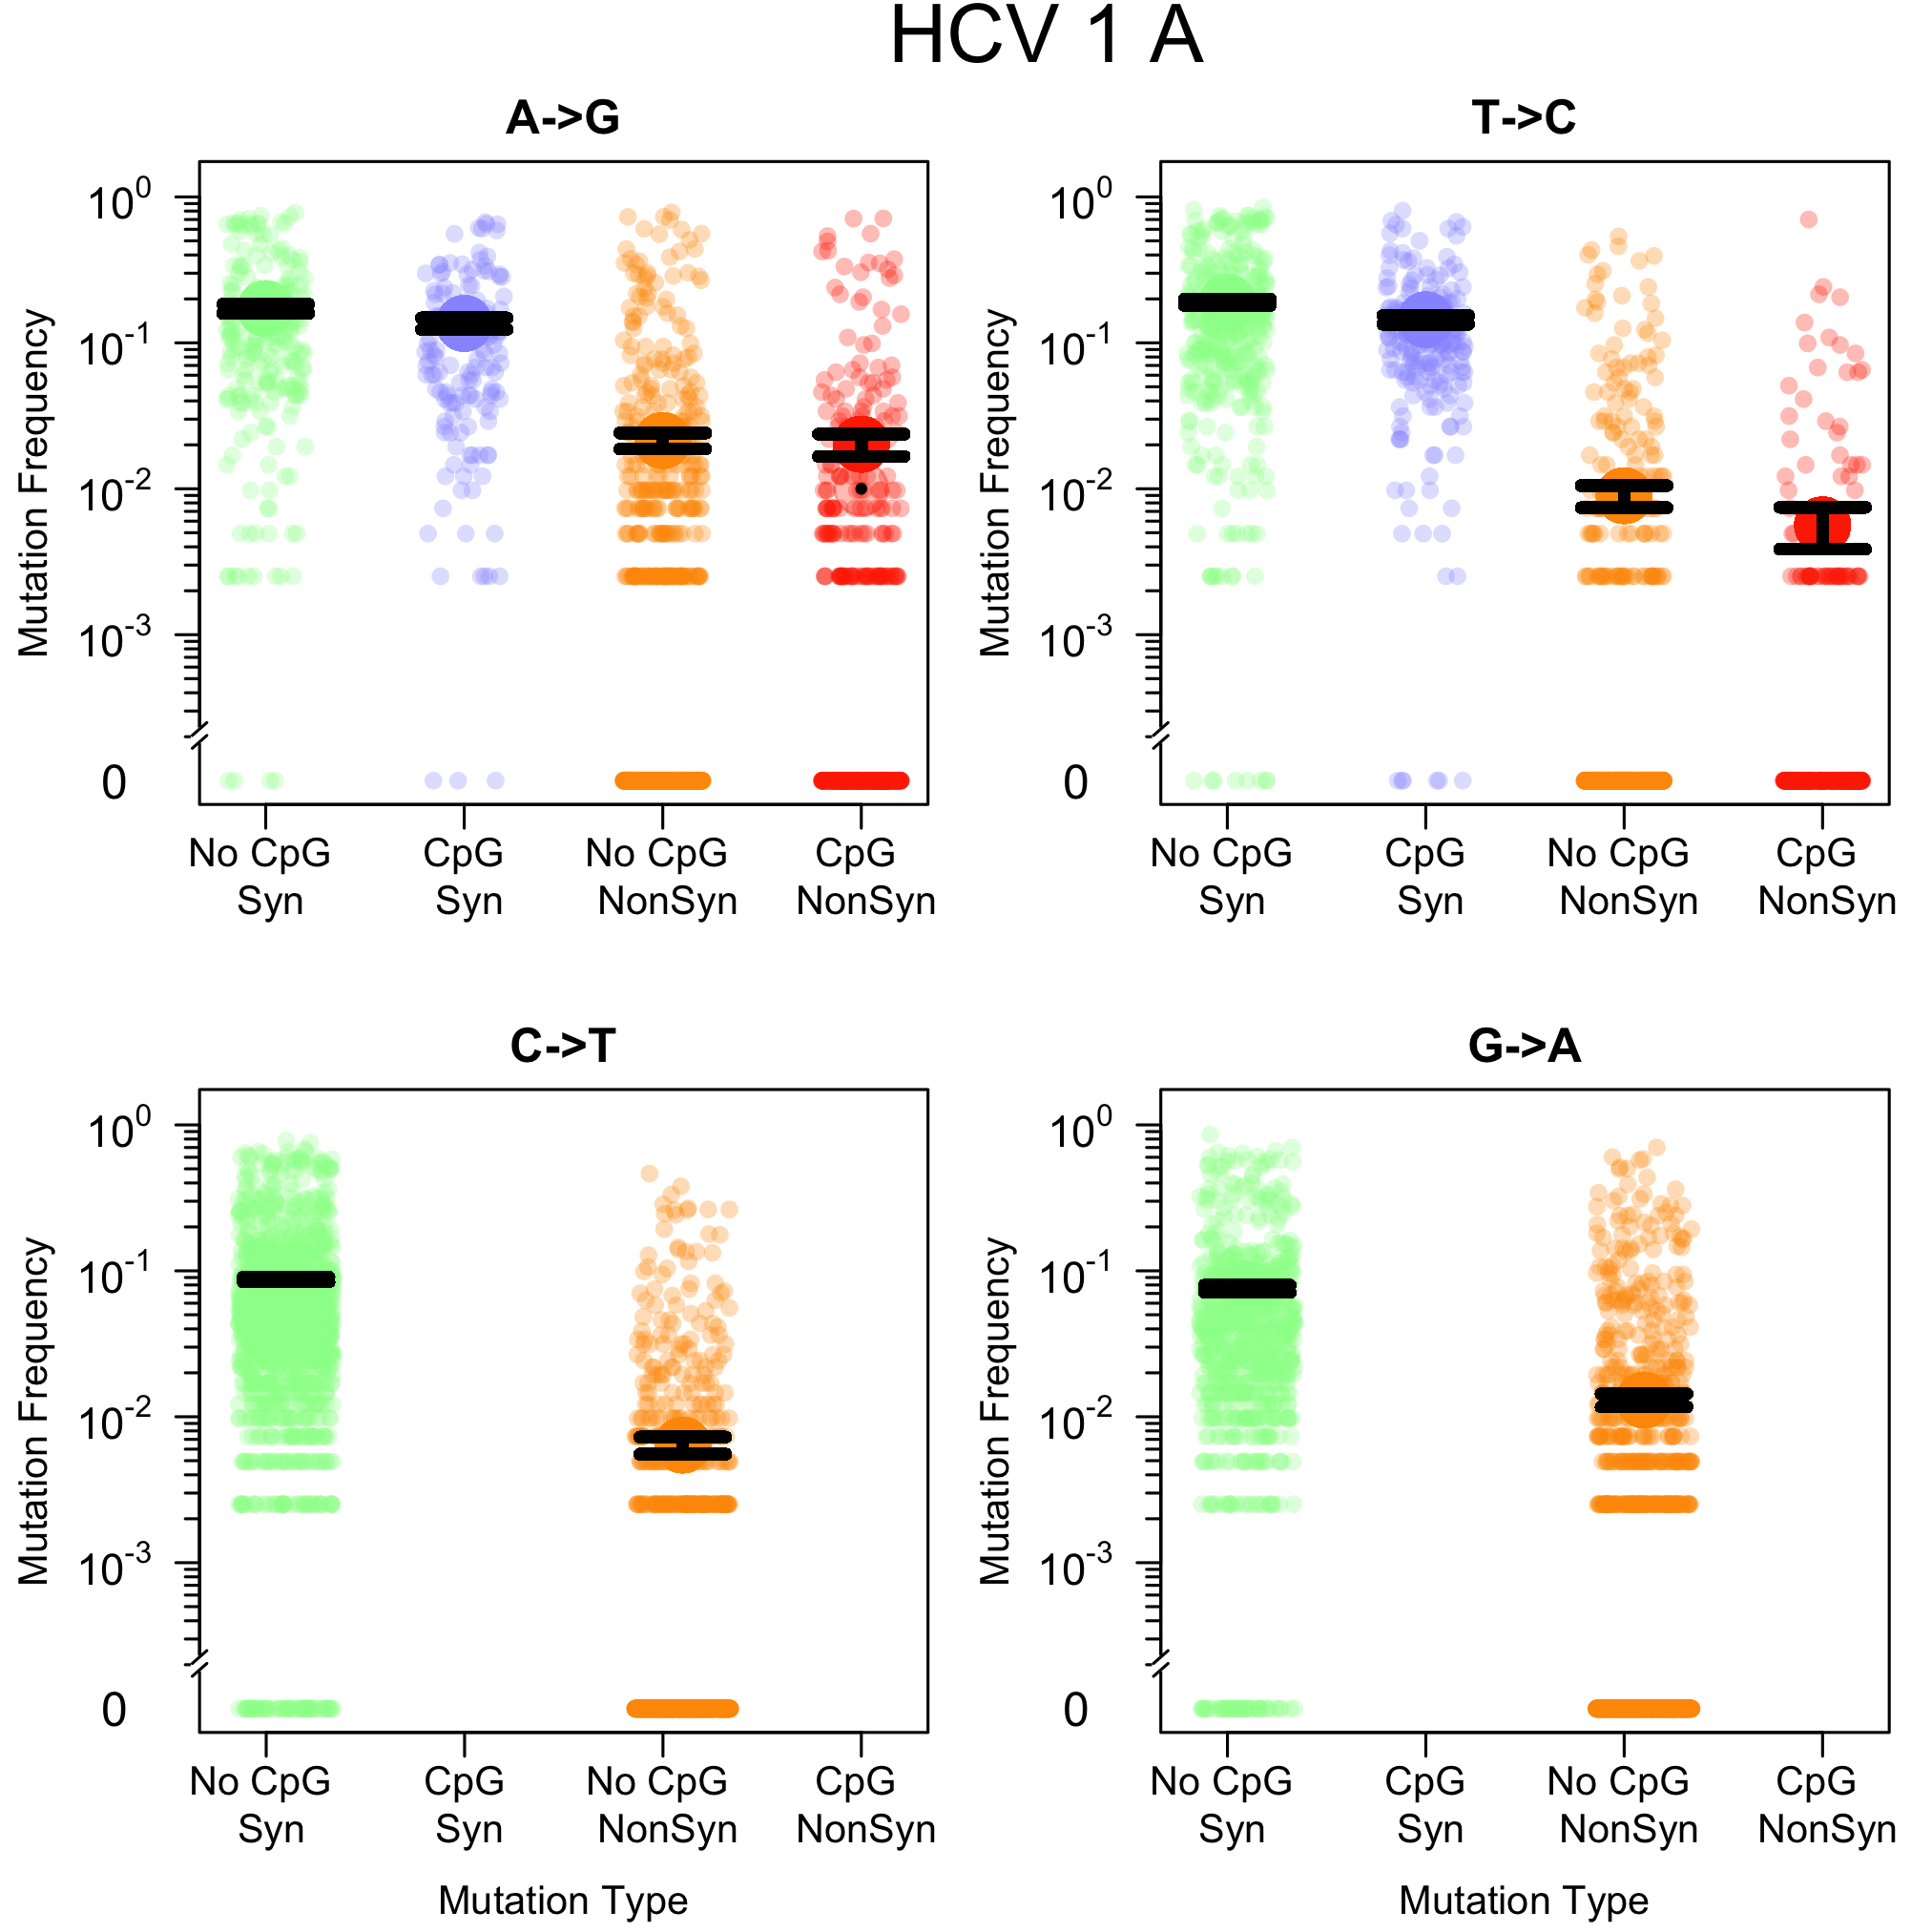 HCV 1 A
A->G
T->C
Mutation Frequency
10^0
10^-1
10^-2
10^-3
0
No CpG CpG No CpG CpG
Syn Syn NonSyn NonSyn
Mutation Frequency
10^0
10^-1
10^-2
10^-3
0
No CpG CpG No CpG CpG
Syn Syn NonSyn NonSyn
C->T
G->A
Mutation Frequency
10^0
10^-1
10^-2
10^-3
0
No CpG CpG No CpG CpG
Syn Syn NonSyn NonSyn
Mutation Type
Mutation Frequency
10^0
10^-1
10^-2
10^-3
0
No CpG CpG No CpG CpG
Syn Syn NonSyn NonSyn
Mutation Type